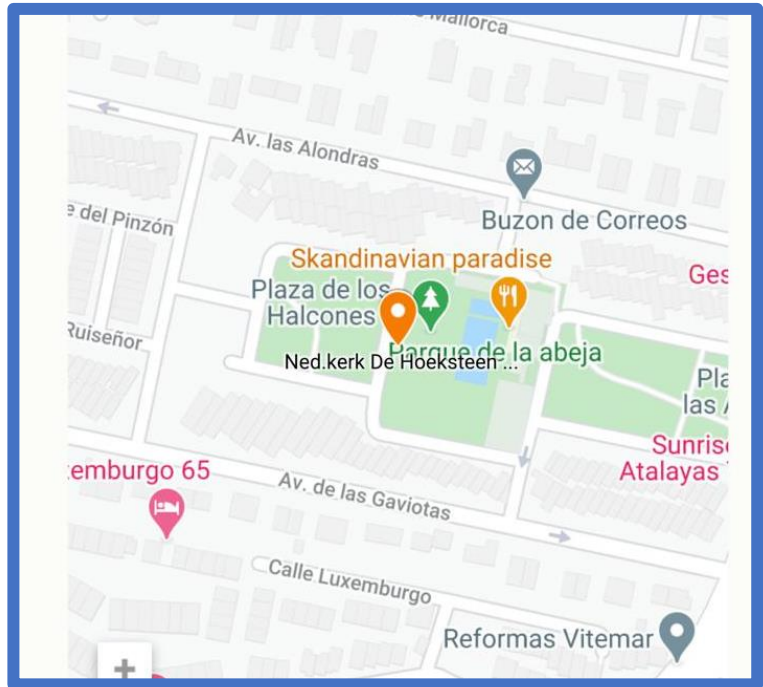 Mallorca
Av. las Alondras
e del Pinzón
Buzon de Correos
Skandinavian paradise
Ges
Plaza de los
Halcones
Ruiseñor
Parque de la abeja
Ned.kerk De Hoeksteen ...
Pla
las
Sunrise
Atalayas
emburgo 65
Av. de las Gaviotas
Calle Luxemburgo
Reformas Vitemar
+